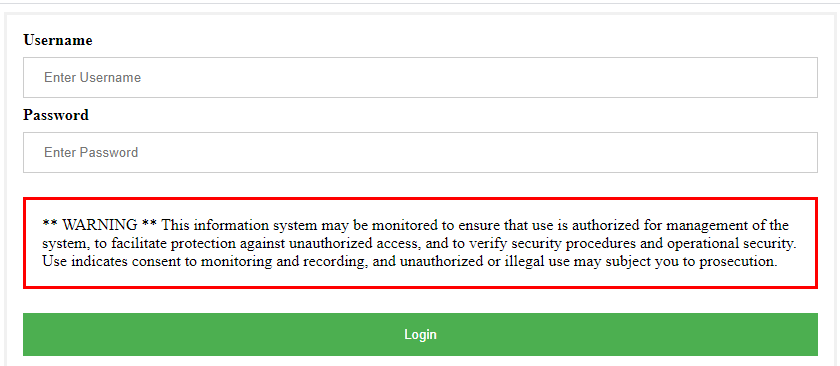 Username
Enter Username
Password
Enter Password
** WARNING ** This information system may be monitored to ensure that use is authorized for management of the
system, to facilitate protection against unauthorized access, and to verify security procedures and operational security.
Use indicates consent to monitoring and recording, and unauthorized or illegal use may subject you to prosecution.
Login